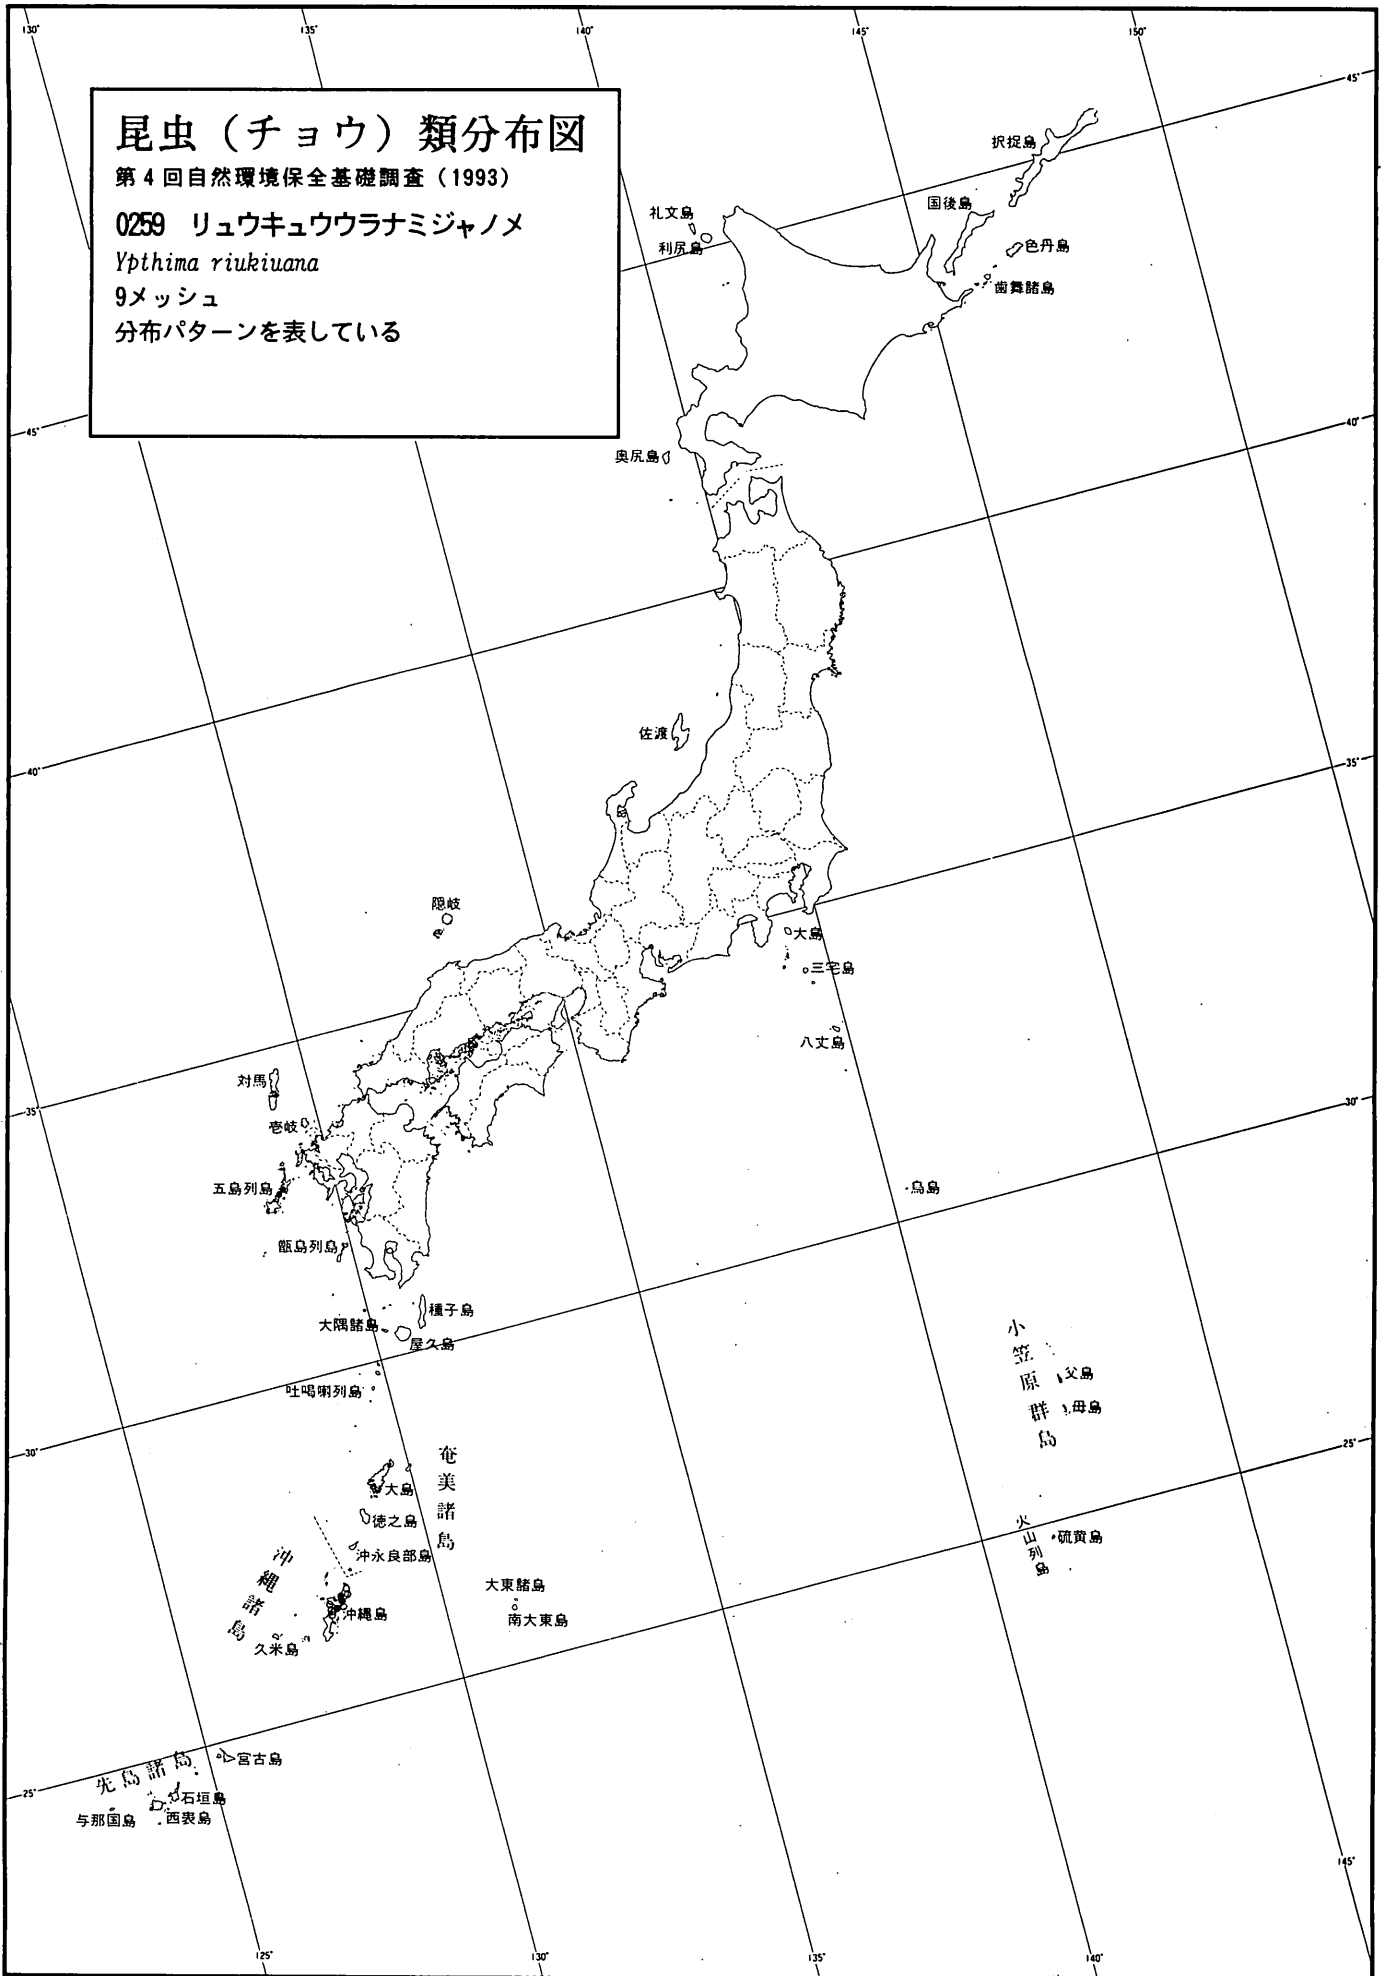 130° 135° 140° 145° 150°
昆虫（チョウ）類分布図
第4回自然環境保全基礎調査（1993）
0259 リュウキュウウラナミジャノメ
Ypthima riukiuana
9メッシュ
分布パターンを表している
45°
択捉島
国後島
礼文島
利尻島
色丹島
歯舞諸島
45°
40°
奥尻島
佐渡
40°
35°
隠岐
大島
三宅島
八丈島
対馬
35°
壱岐
30°
五島列島
鳥島
甑島列島
種子島
大隅諸島
屋久島
小笠原群島
父島
吐喝喇列島
母島
30°
奄美諸島
25°
大島
徳之島
火山列島
硫黄島
沖永良部島
沖縄諸島
大東諸島
沖縄島
南大東島
久米島
宮古島
先島諸島
25°
石垣島
与那国島
西表島
145°
125° 130° 135° 140°